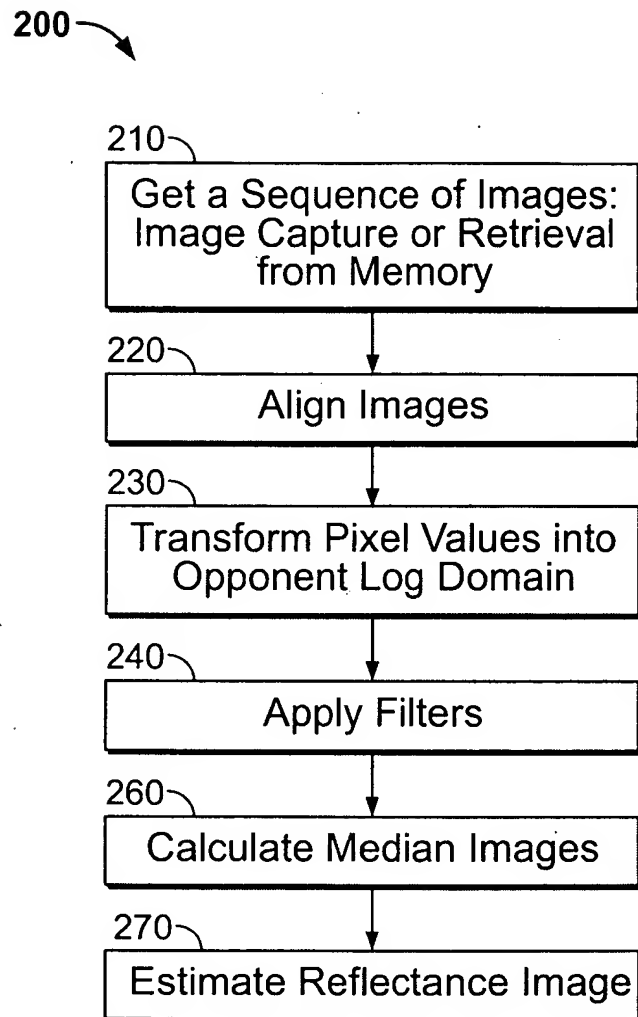 200
210
Get a Sequence of Images:
Image Capture or Retrieval
from Memory
220
Align Images
230
Transform Pixel Values into
Opponent Log Domain
240
Apply Filters
260
Calculate Median Images
270
Estimate Reflectance Image